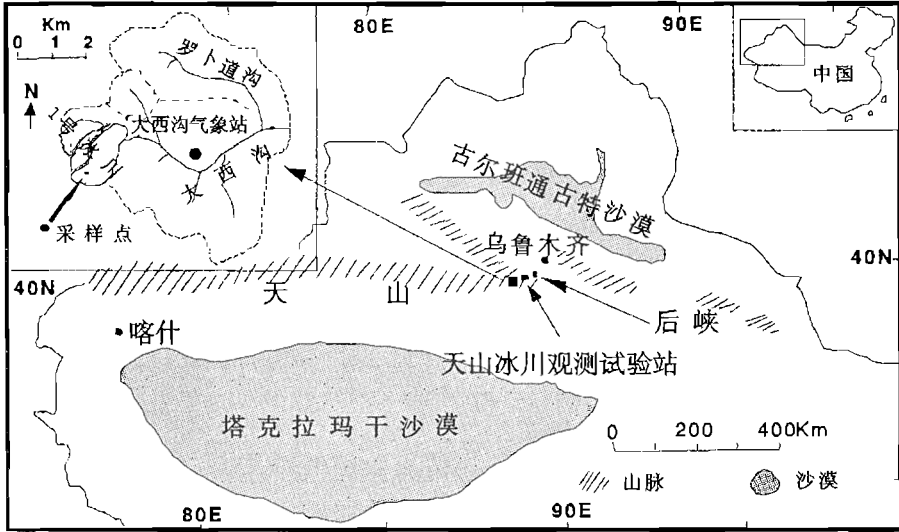 80E
90E
Km
0 1 2
N
罗卜道沟
1号冰川
大西沟气象站
大西沟
采样点
中国
古尔班通古特沙漠
乌鲁木齐
40N
40N
天山
后峡
喀什
天山冰川观测试验站
塔克拉玛干沙漠
0 200 400Km
山脉
沙漠
80E
90E